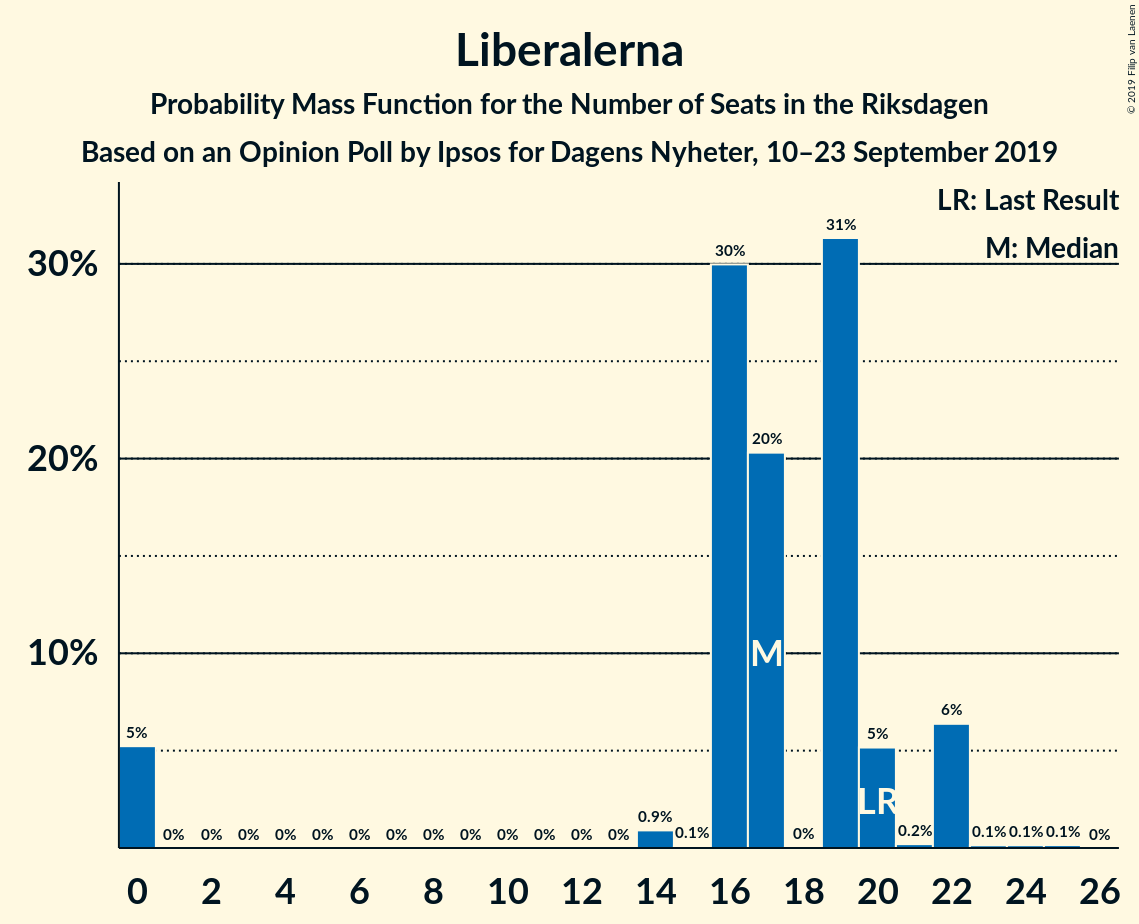 Liberalerna
Probability Mass Function for the Number of Seats in the Riksdagen
Based on an Opinion Poll by Ipsos for Dagens Nyheter, 10–23 September 2019
© 2019 Filip van Laenen
LR: Last Result
M: Median
30%
20%
10%
5% 0% 0% 0% 0% 0% 0% 0% 0% 0% 0% 0% 0% 0% 0.9% 0.1% 30% 20% 0% 31% 5% 0.2% 6% 0.1% 0.1% 0.1% 0%
M
LR
0 2 4 6 8 10 12 14 16 18 20 22 24 26